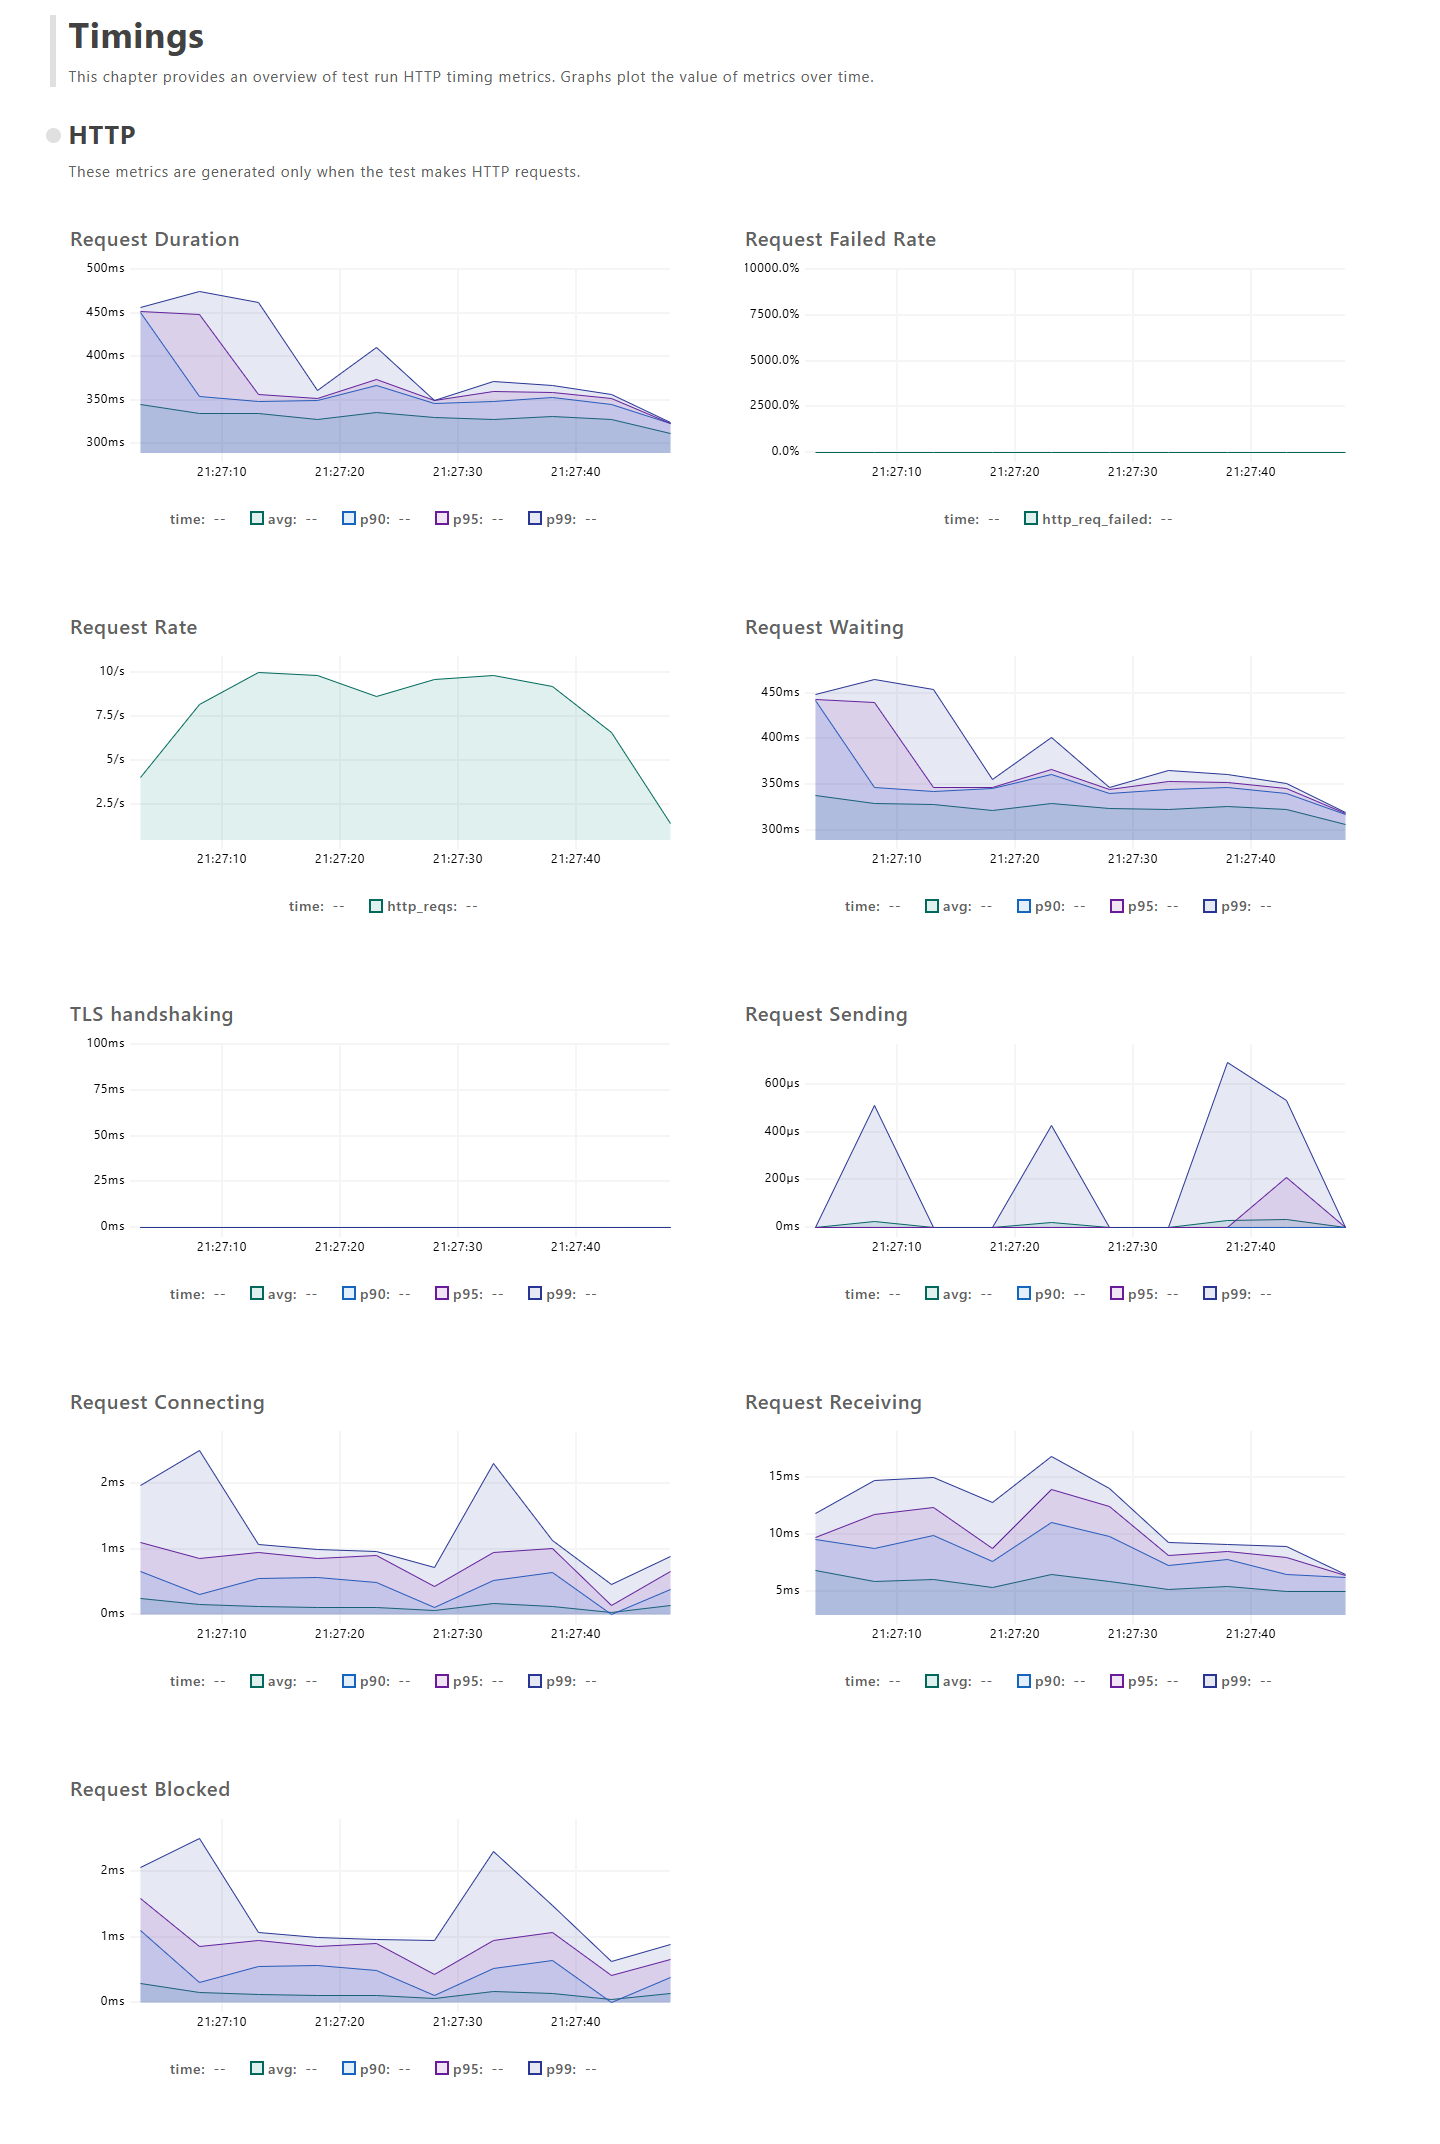 Timings
This chapter provides an overview of test run HTTP timing metrics. Graphs plot the value of metrics over time.
HTTP
These metrics are generated only when the test makes HTTP requests.
Request Duration
500ms
450ms
400ms
350ms
300ms
21:27:10 21:27:20 21:27:30 21:27:40
time: -- avg: -- p90: -- p95: -- p99: --
Request Failed Rate
10000.0%
7500.0%
5000.0%
2500.0%
0.0%
21:27:10 21:27:20 21:27:30 21:27:40
time: -- http_req_failed: --
Request Rate
10/s
7.5/s
5/s
2.5/s
21:27:10 21:27:20 21:27:30 21:27:40
time: -- http_reqs: --
Request Waiting
450ms
400ms
350ms
300ms
21:27:10 21:27:20 21:27:30 21:27:40
time: -- avg: -- p90: -- p95: -- p99: --
TLS handshaking
100ms
75ms
50ms
25ms
0ms
21:27:10 21:27:20 21:27:30 21:27:40
time: -- avg: -- p90: -- p95: -- p99: --
Request Sending
600µs
400µs
200µs
0ms
21:27:10 21:27:20 21:27:30 21:27:40
time: -- avg: -- p90: -- p95: -- p99: --
Request Connecting
2ms
1ms
0ms
21:27:10 21:27:20 21:27:30 21:27:40
time: -- avg: -- p90: -- p95: -- p99: --
Request Receiving
15ms
10ms
5ms
21:27:10 21:27:20 21:27:30 21:27:40
time: -- avg: -- p90: -- p95: -- p99: --
Request Blocked
2ms
1ms
0ms
21:27:10 21:27:20 21:27:30 21:27:40
time: -- avg: -- p90: -- p95: -- p99: --